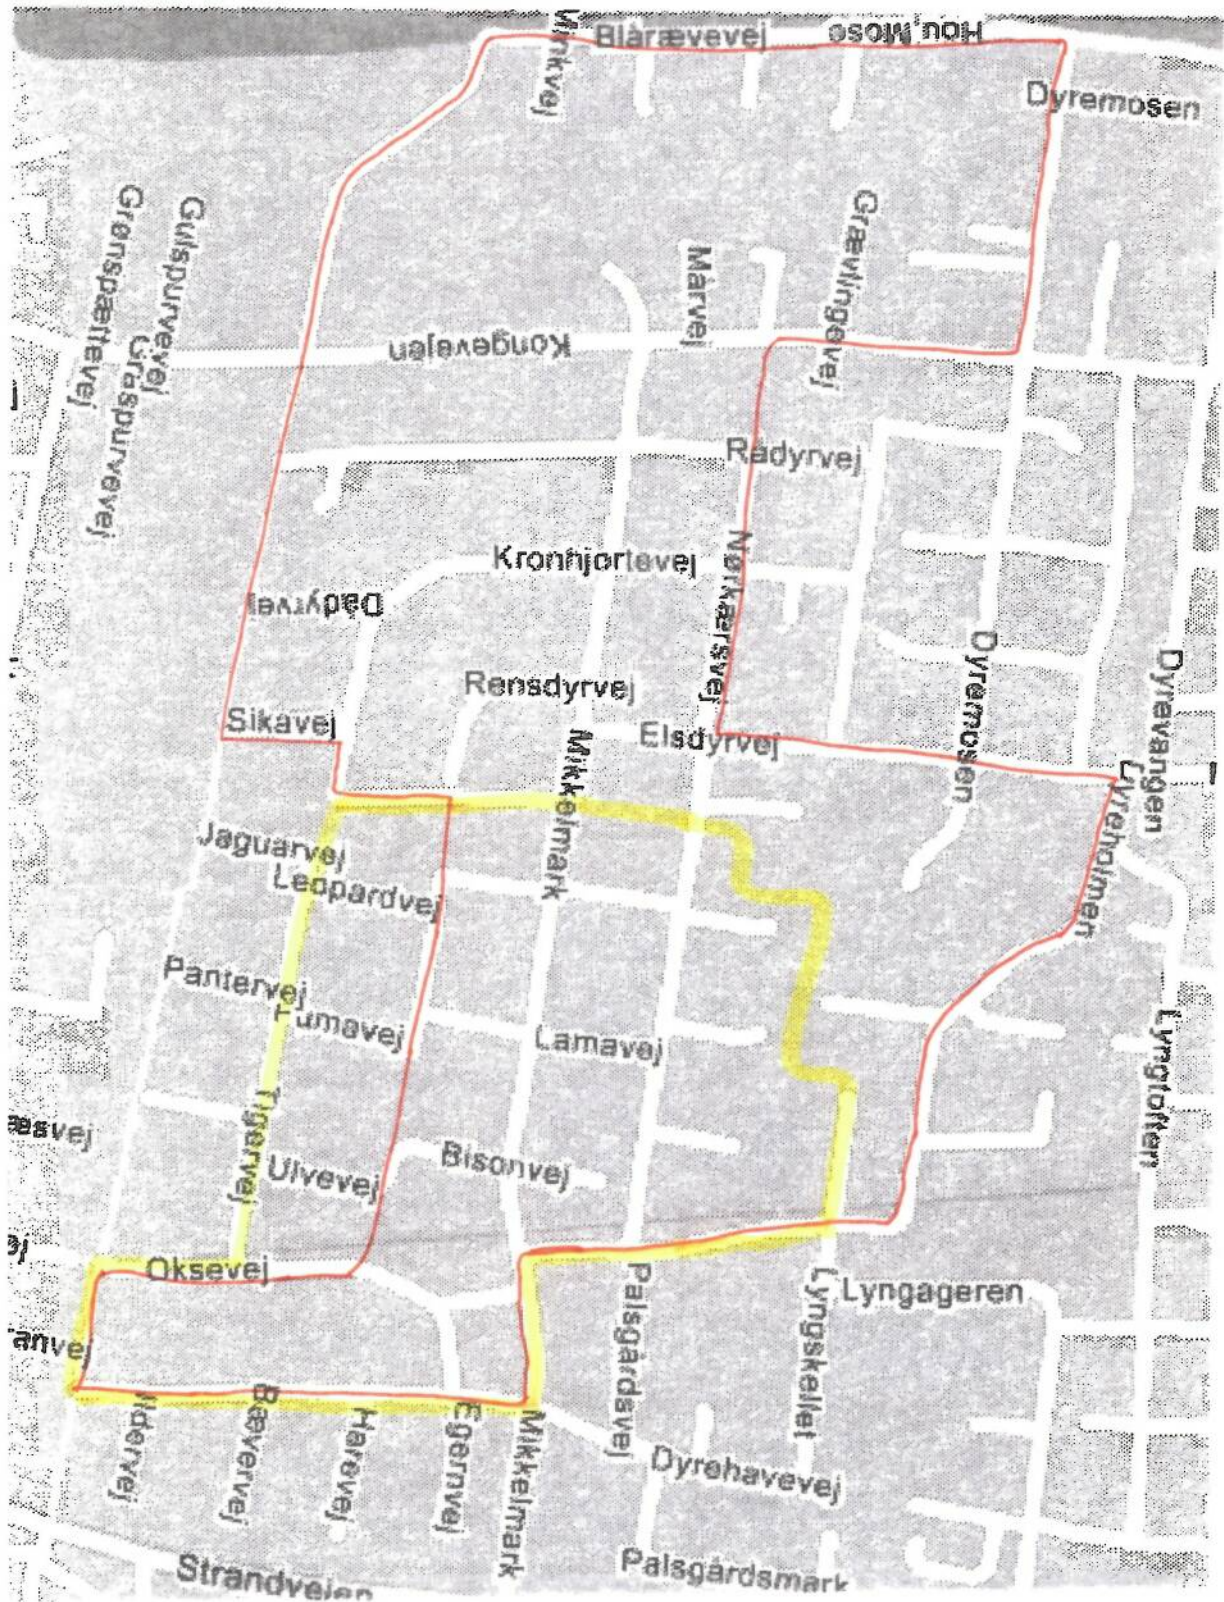 Minkvej
Blårævevej
Hou Mose
Dyremosen
Gulspurvevej
Grønspættevej
Gråspurvevej
Grævlingevej
Mårvej
Kongevejen
Rådyrvej
Kronhjortevej
Nørkærsvej
Dådyrvej
Rensdyrvej
Sikavej
Elsdyrvej
Dyremosen
Dyrevangen
Mikkelmark
Dyreholmen
Jaguarvej
Leopardvej
Pantervej
Pumavej
Lamavej
Lyngtoften
Tigervej
Ulvevej
Bisonvej
Oksevej
Lyngageren
Palsgårdsvej
Lyngskellet
Ildervej
Bævervej
Harevej
Egernvej
Mikkelmark
Dyrehavevej
Strandvejen
Palsgårdsmark